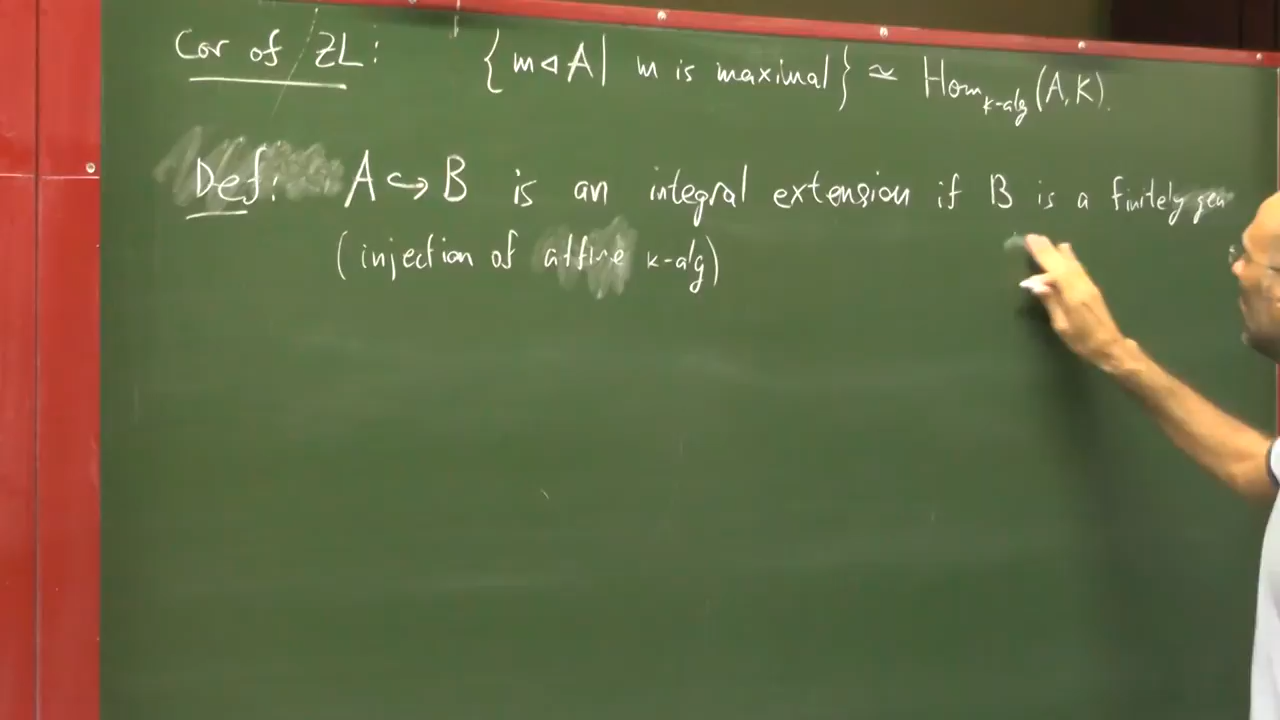 Cor of ZL: {m ◁ A | m is maximal} ≃ Hom_{k-alg}(A, K).
Def: A ↪ B is an integral extension if B is a finitely gen
(injection of affine k-alg)